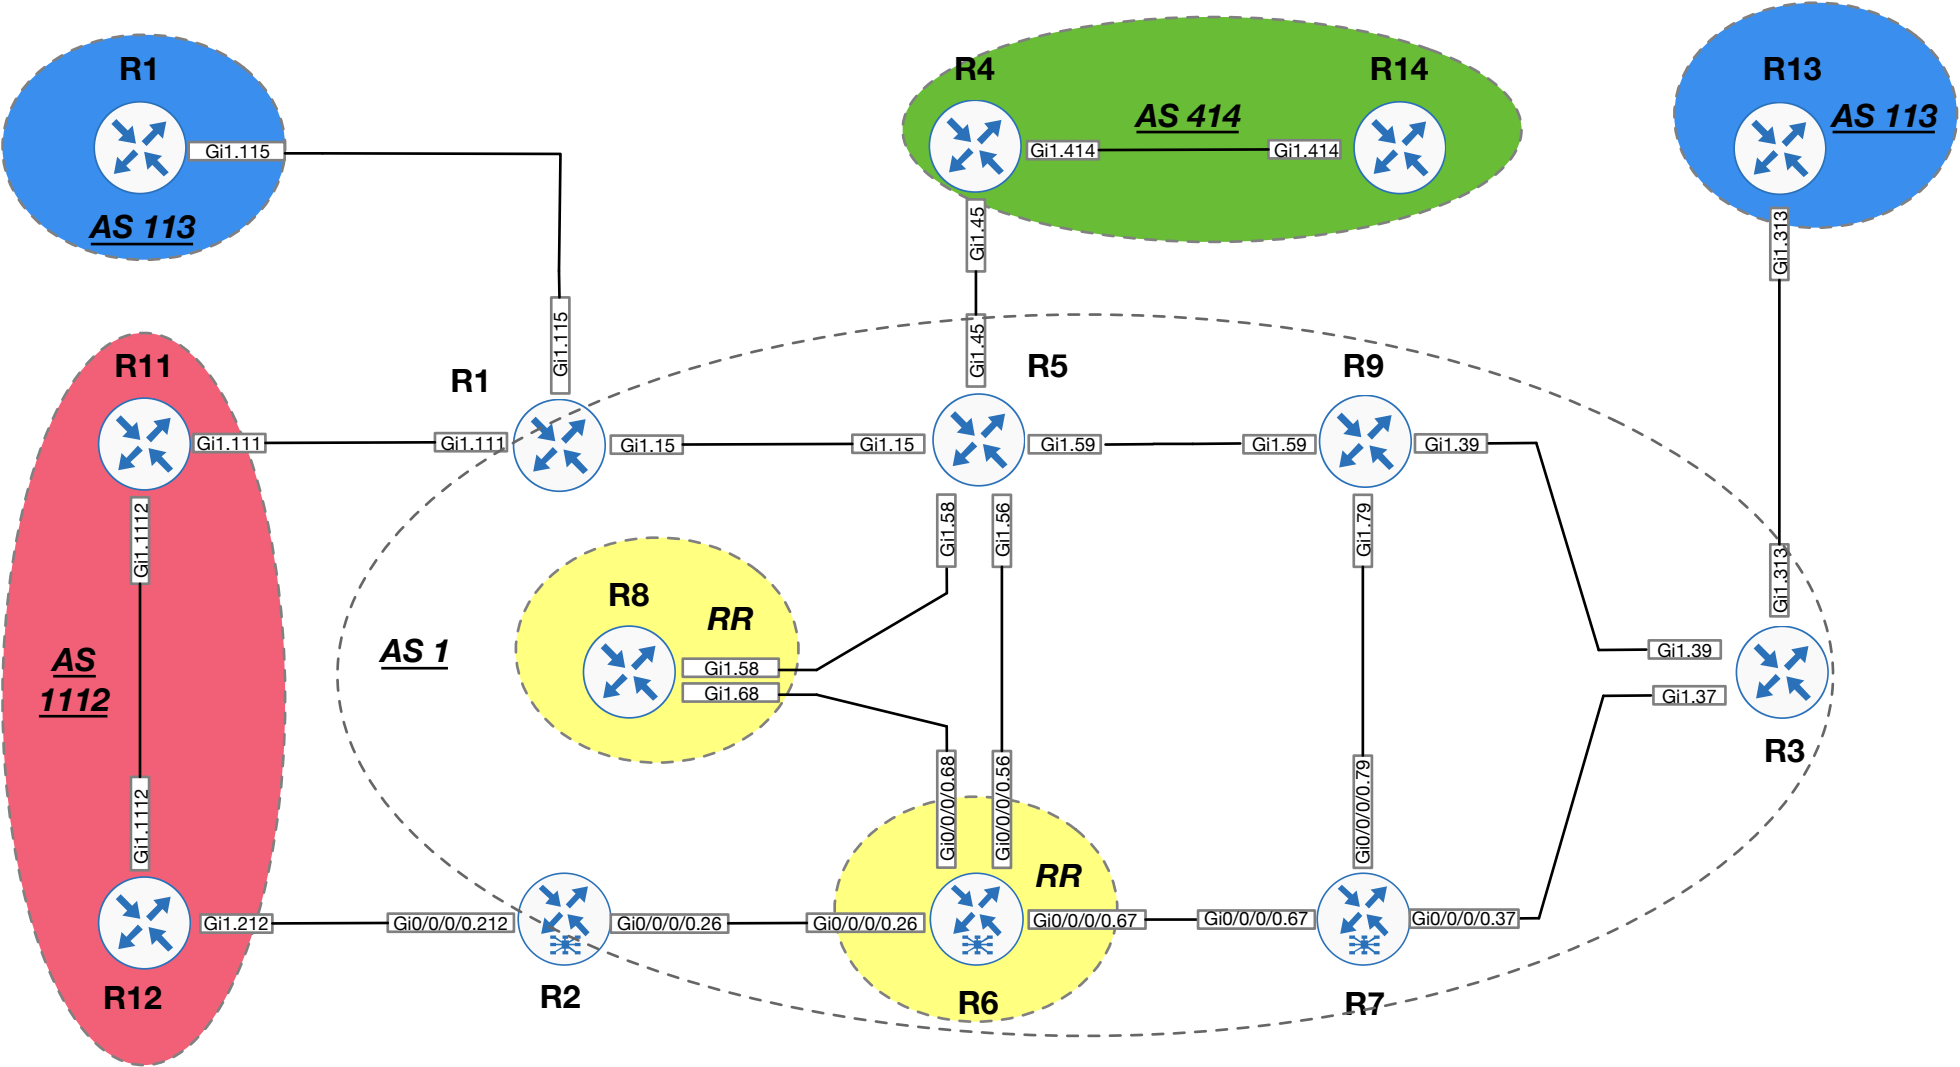 R1
Gi1.115
AS 113
Gi1.115
R4
R14
AS 414
Gi1.414
Gi1.414
Gi1.45
Gi1.45
R13
AS 113
Gi1.313
Gi1.313
R11
Gi1.111
Gi1.111
R1
Gi1.15
Gi1.15
R5
Gi1.59
Gi1.59
R9
Gi1.39
Gi1.1112
AS
1112
Gi1.1112
AS 1
Gi1.58
Gi1.56
Gi1.79
R8
RR
Gi1.58
Gi1.68
Gi1.39
Gi1.37
R3
Gi0/0/0/0.68
Gi0/0/0/0.56
Gi0/0/0/0.79
RR
Gi1.212
Gi0/0/0/0.212
Gi0/0/0/0.26
Gi0/0/0/0.26
Gi0/0/0/0.67
Gi0/0/0/0.67
Gi0/0/0/0.37
R12
R2
R6
R7